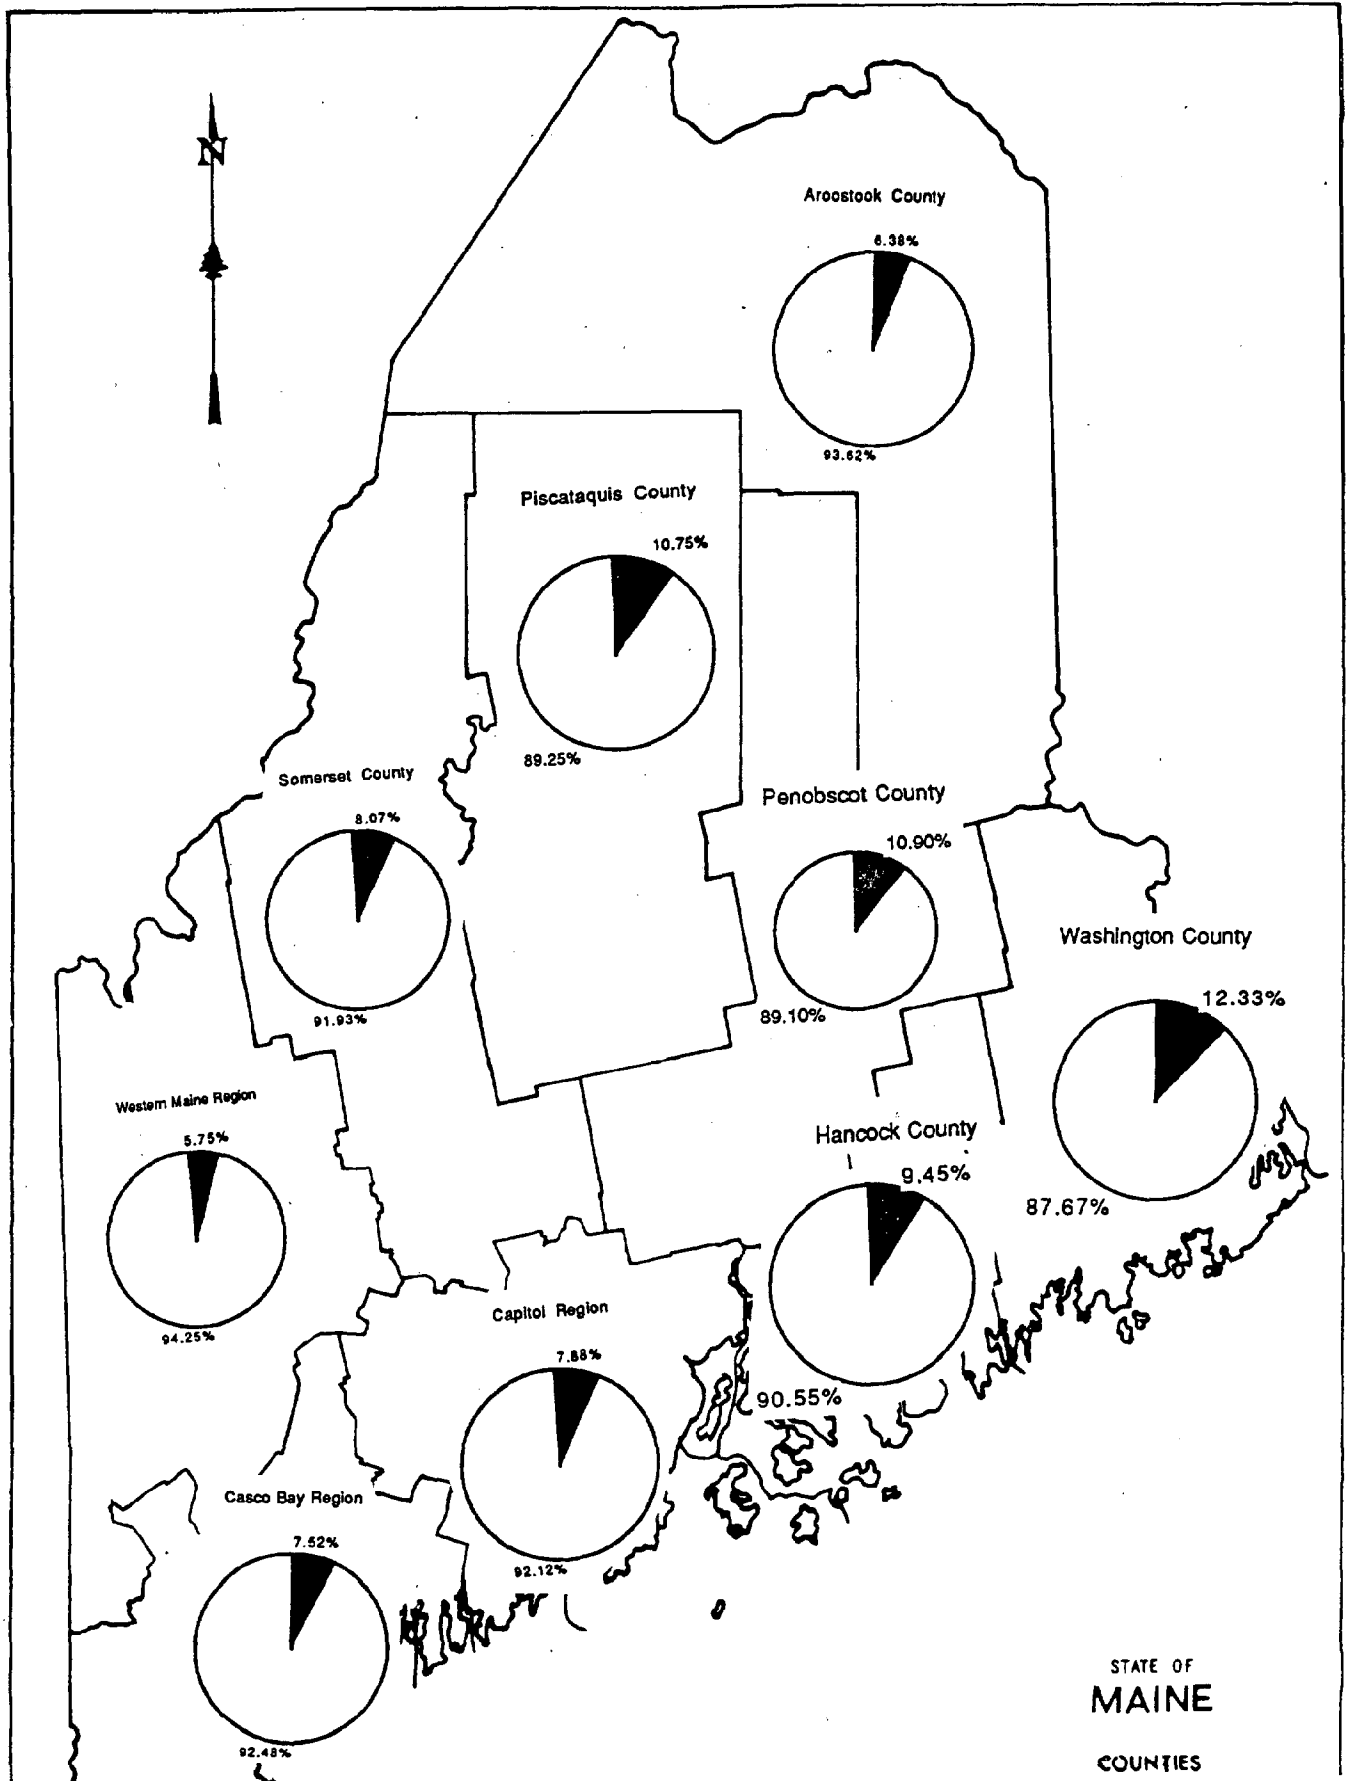 N
Aroostook County
6.38%
93.62%
Piscataquis County
10.75%
89.25%
Somerset County
8.07%
91.93%
Penobscot County
10.90%
89.10%
Washington County
12.33%
87.67%
Western Maine Region
5.75%
94.25%
Hancock County
9.45%
90.55%
Capitol Region
7.88%
92.12%
Casco Bay Region
7.52%
92.48%
STATE OF
MAINE
COUNTIES